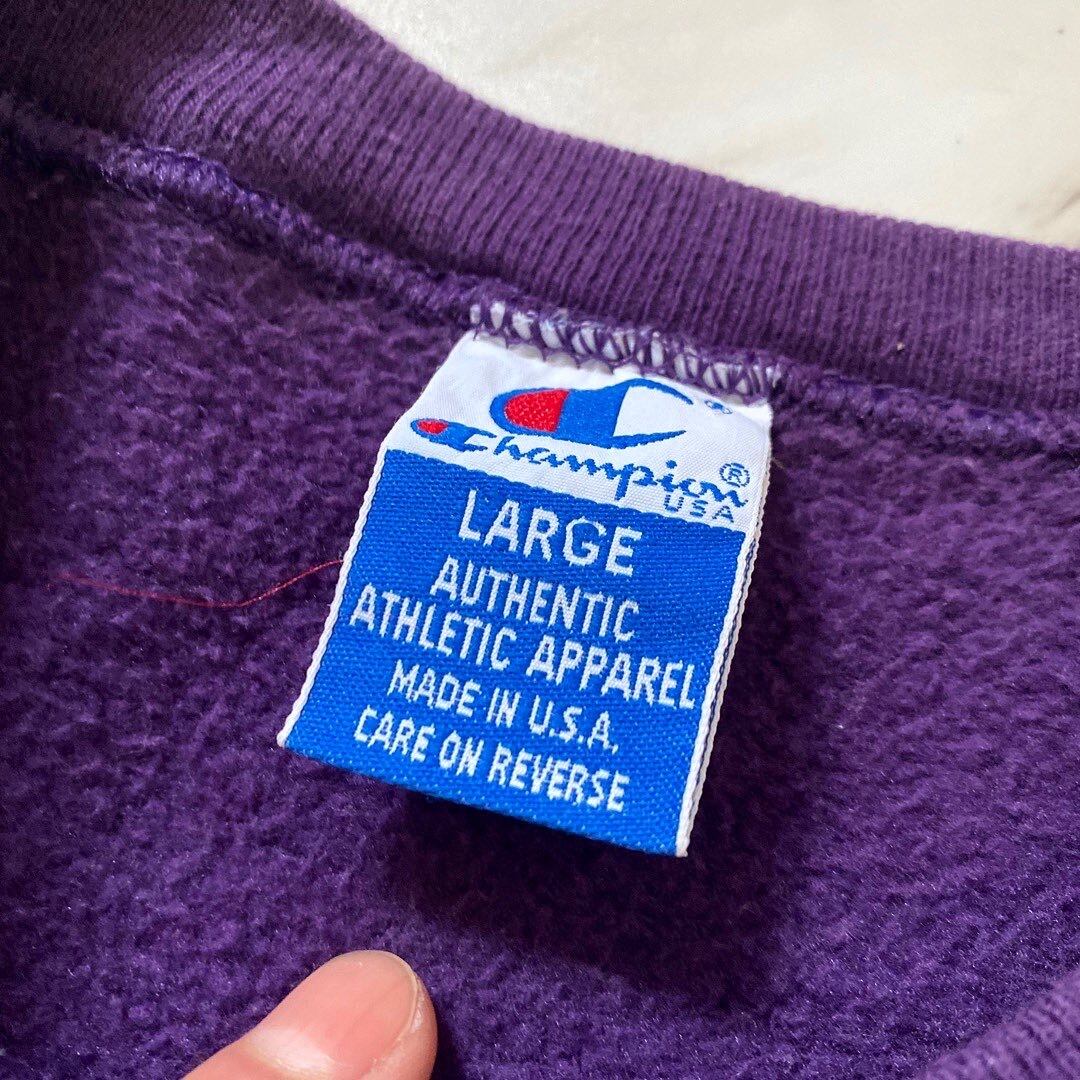 Champion®
USA
LARGE
AUTHENTIC
ATHLETIC APPAREL
MADE IN U.S.A.
CARE ON REVERSE